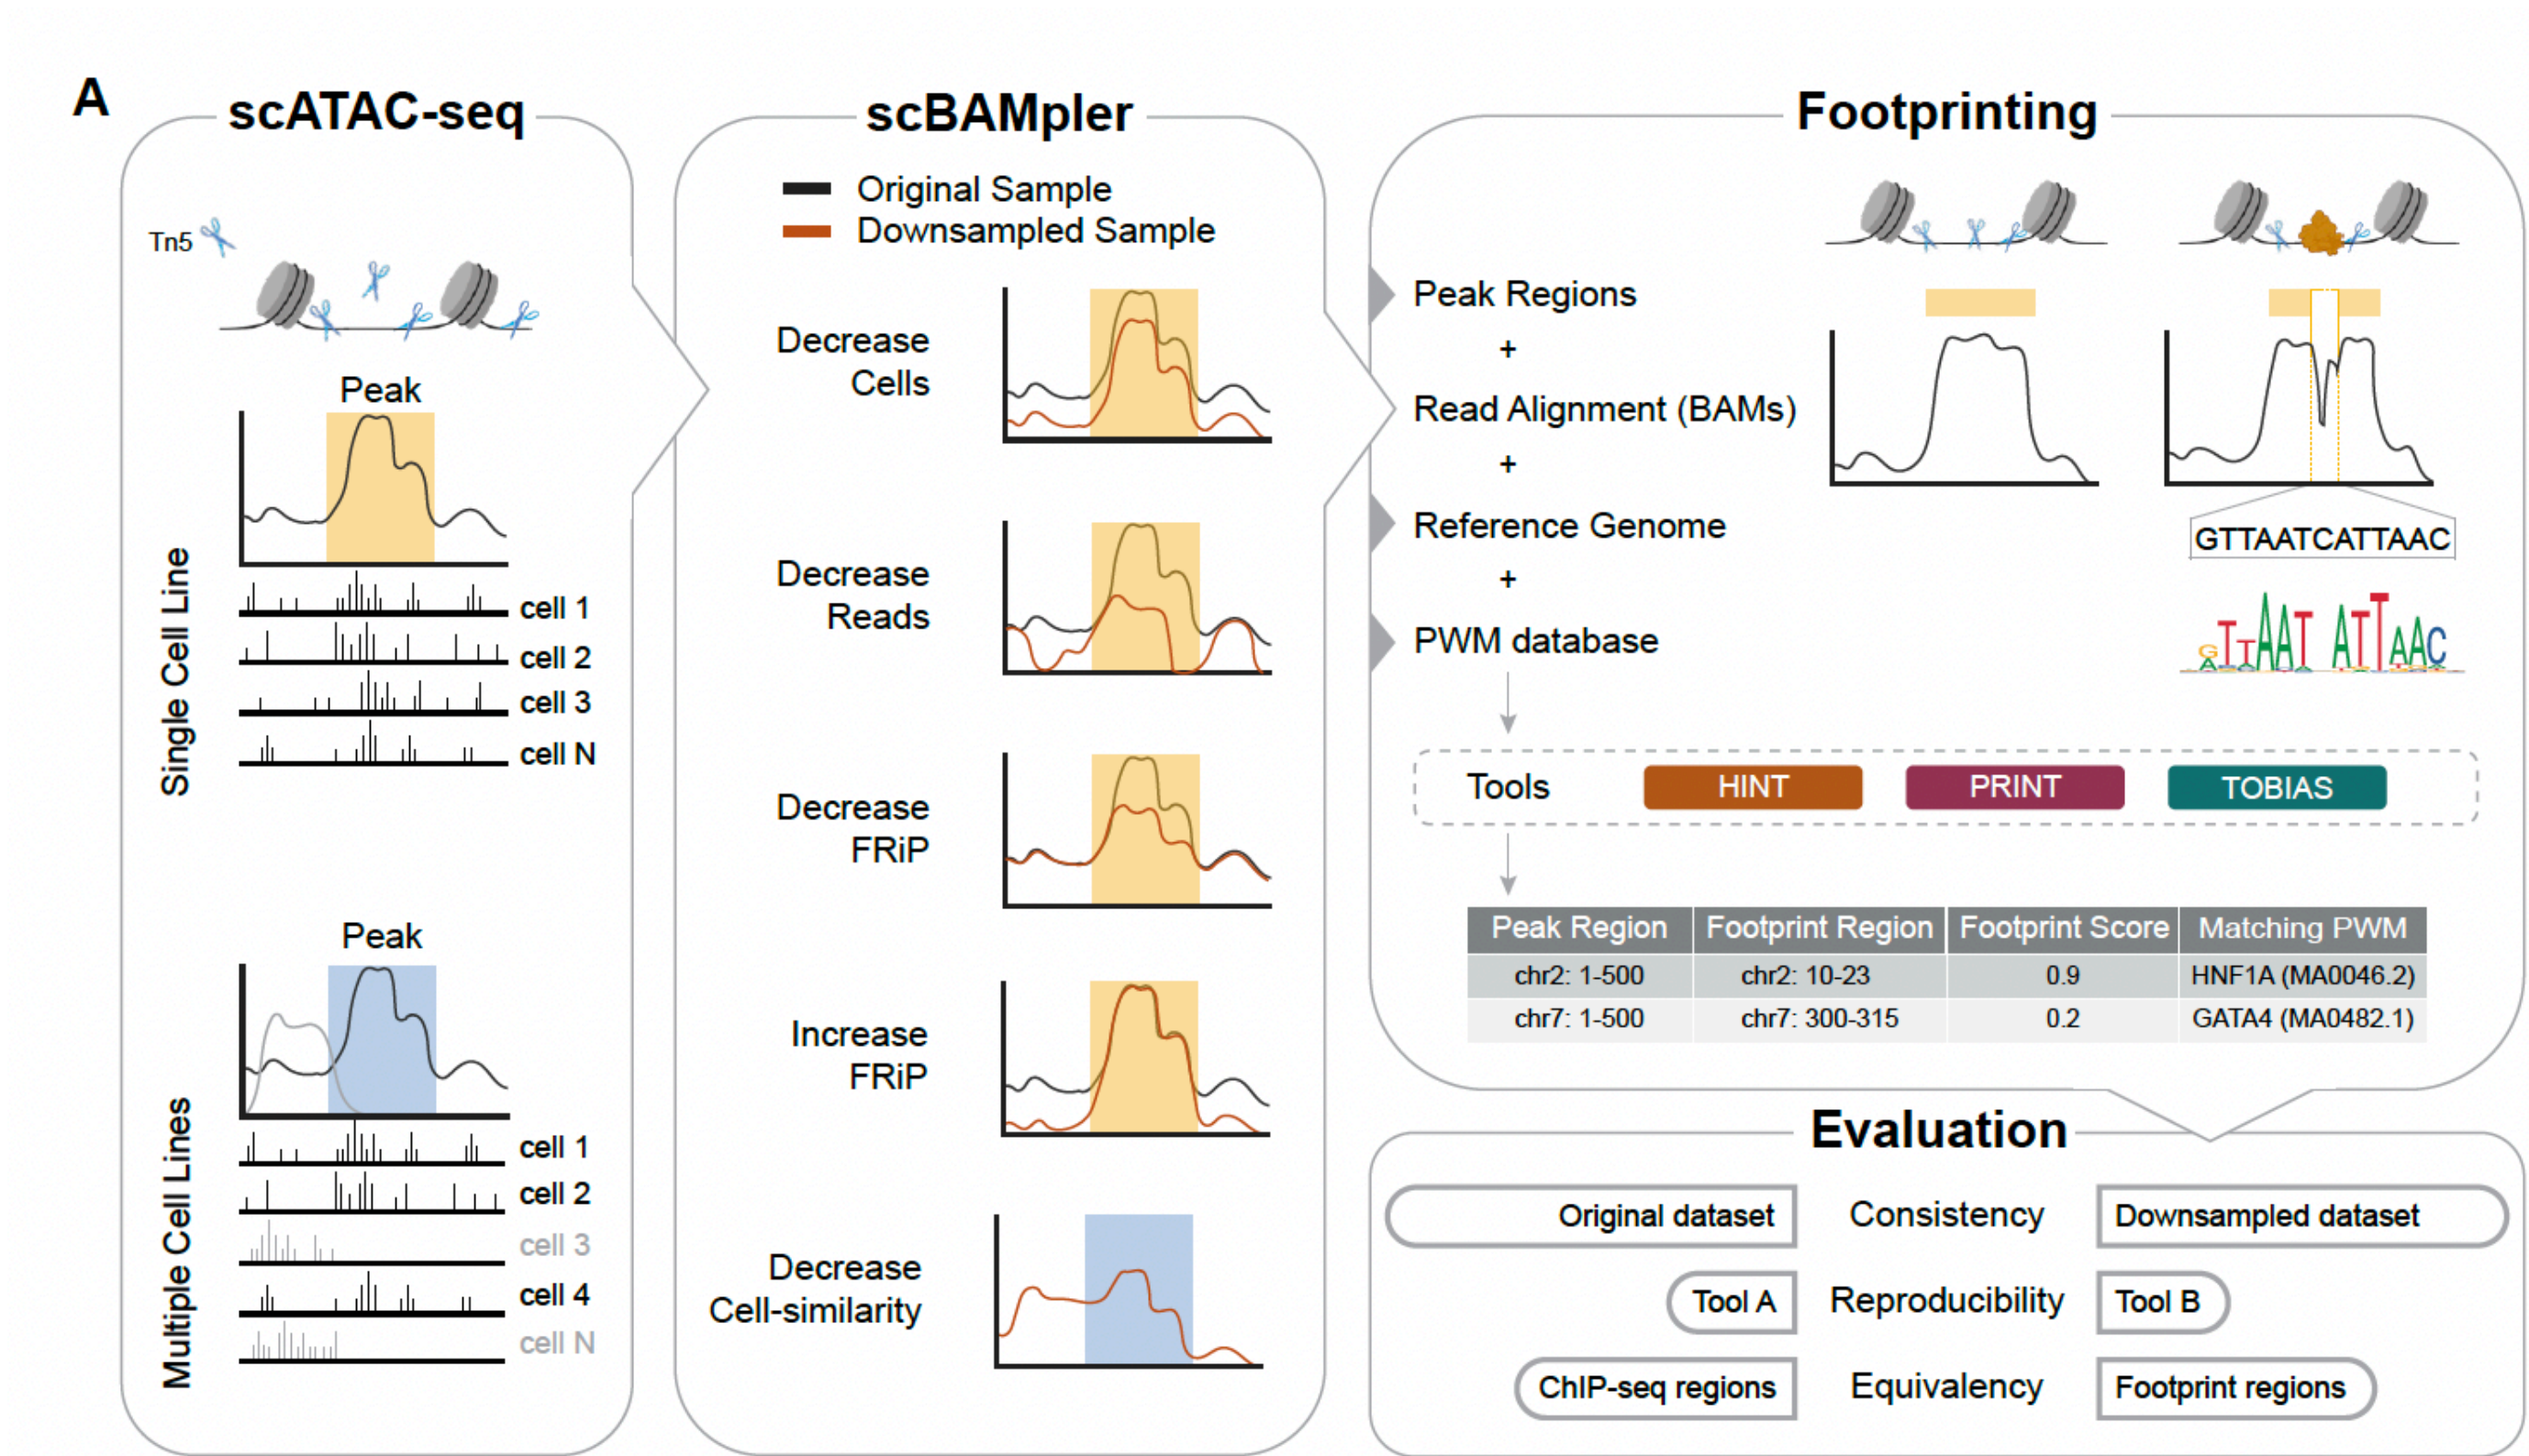 A
scATAC-seq
Tn5
Peak
Single Cell Line
cell 1
cell 2
cell 3
cell N
Peak
Multiple Cell Lines
cell 1
cell 2
cell 3
cell 4
cell N
scBAMpler
Original Sample
Downsampled Sample
Decrease
Cells
Decrease
Reads
Decrease
FRiP
Increase
FRiP
Decrease
Cell-similarity
Footprinting
Peak Regions
+
Read Alignment (BAMs)
+
Reference Genome
+
PWM database
GTTAATCATTAAC
GTTAAT ATTAAC
Tools HINT PRINT TOBIAS
Peak Region Footprint Region Footprint Score Matching PWM
chr2: 1-500 chr2: 10-23 0.9 HNF1A (MA0046.2)
chr7: 1-500 chr7: 300-315 0.2 GATA4 (MA0482.1)
Evaluation
Original dataset Consistency Downsampled dataset
Tool A Reproducibility Tool B
ChIP-seq regions Equivalency Footprint regions